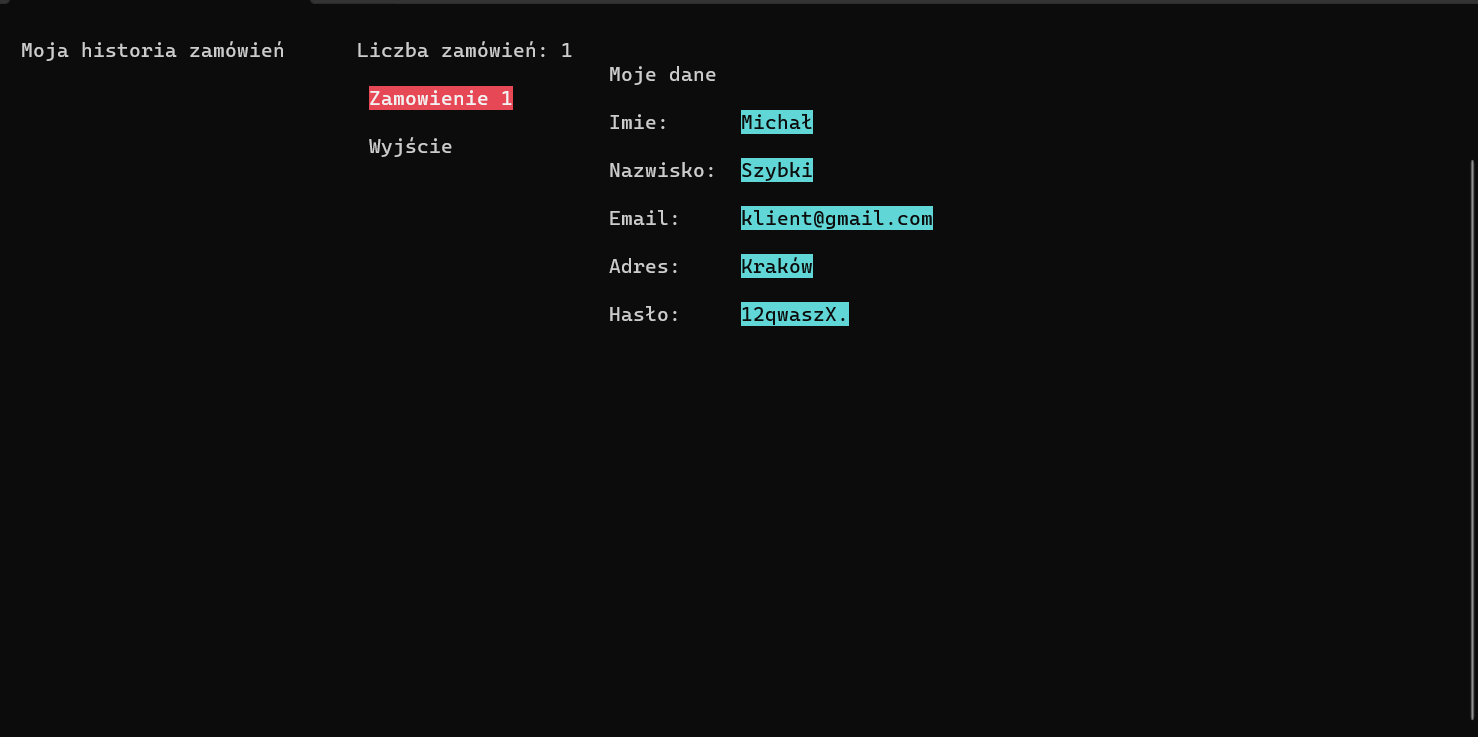 Moja historia zamówień
Liczba zamówień: 1
Zamowienie 1
Wyjście
Moje dane
Imie: Michał
Nazwisko: Szybki
Email: klient@gmail.com
Adres: Kraków
Hasło: 12qwaszX.